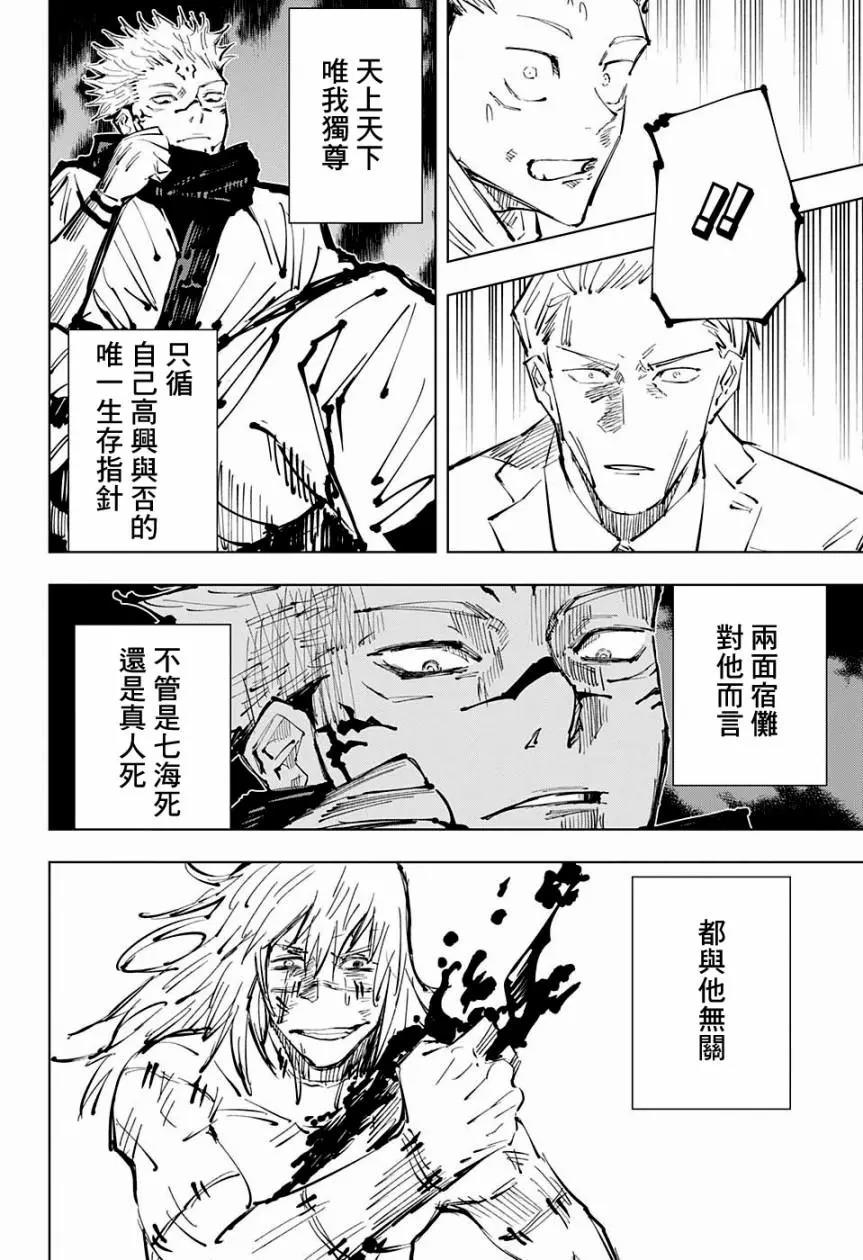 !!
天上天下
唯我獨尊
只循
自己高興與否的
唯一生存指針
兩面宿儺
對他而言
不管是七海死
還是真人死
都與他無關